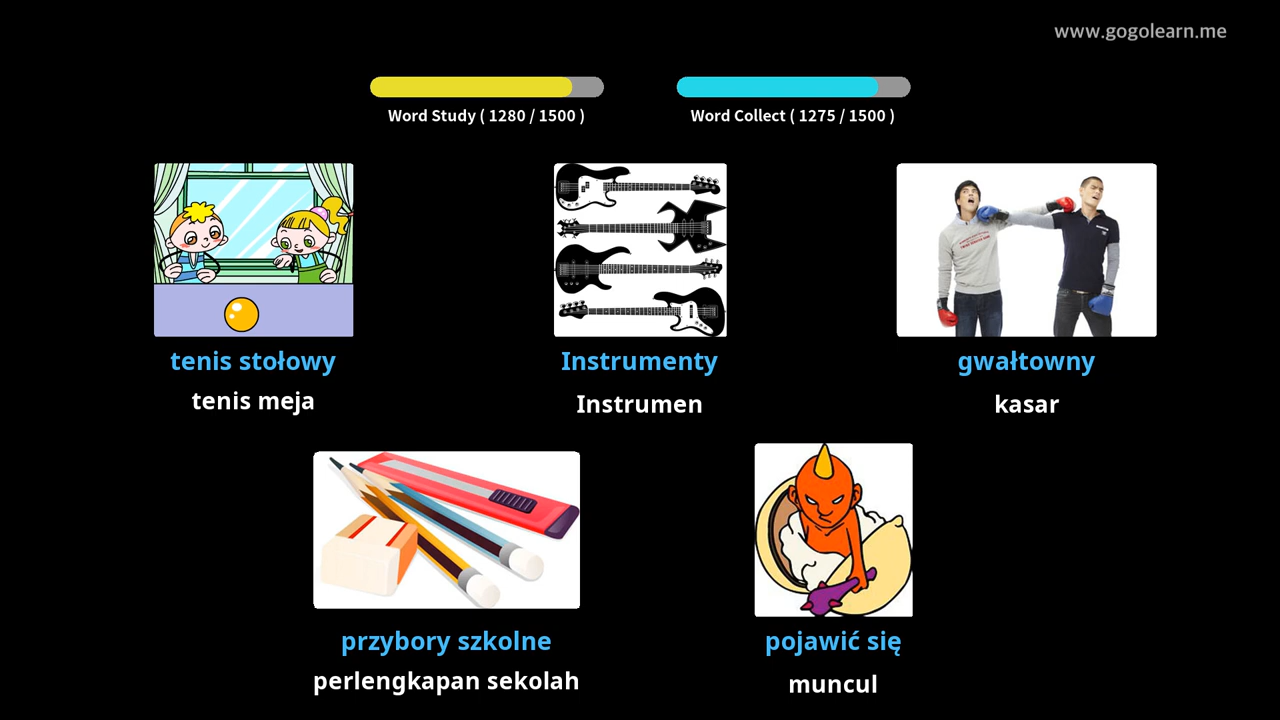 www.gogolearn.me
Word Study ( 1280 / 1500 )
Word Collect ( 1275 / 1500 )
tenis stołowy
tenis meja
Instrumenty
Instrumen
gwałtowny
kasar
przybory szkolne
perlengkapan sekolah
pojawić się
muncul